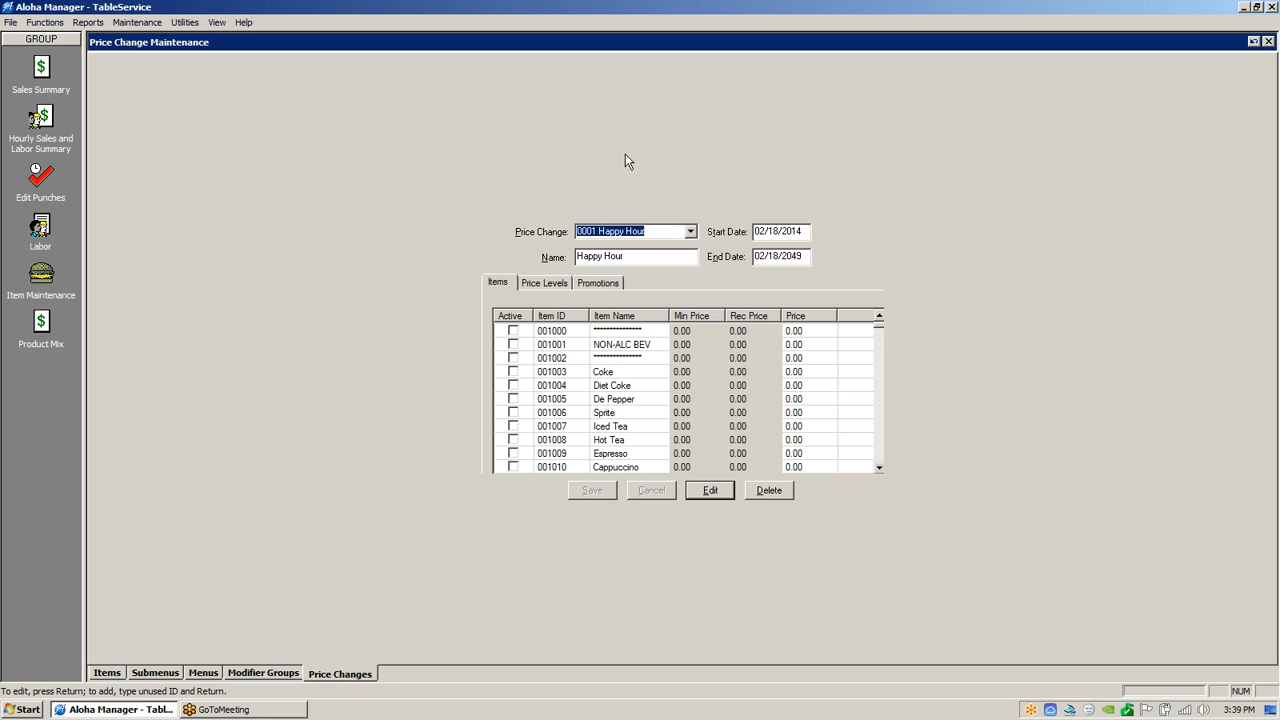 Aloha Manager - TableService
File Functions Reports Maintenance Utilities View Help
GROUP
Price Change Maintenance
Sales Summary
Hourly Sales and
Labor Summary
Edit Punches
Labor
Item Maintenance
Product Mix
Price Change: 0001 Happy Hour Start Date: 02/18/2014
Name: Happy Hour End Date: 02/18/2049
Items Price Levels Promotions
Active Item ID Item Name Min Price Rec Price Price
001000 *************** 0.00 0.00 0.00
001001 NON-ALC BEV 0.00 0.00 0.00
001002 *************** 0.00 0.00 0.00
001003 Coke 0.00 0.00 0.00
001004 Diet Coke 0.00 0.00 0.00
001005 De Pepper 0.00 0.00 0.00
001006 Sprite 0.00 0.00 0.00
001007 Iced Tea 0.00 0.00 0.00
001008 Hot Tea 0.00 0.00 0.00
001009 Espresso 0.00 0.00 0.00
001010 Cappuccino 0.00 0.00 0.00
Save Cancel Edit Delete
Items Submenus Menus Modifier Groups Price Changes
To edit, press Return; to add, type unused ID and Return. NUM
Start Aloha Manager - Tabl... GoToMeeting 3:39 PM